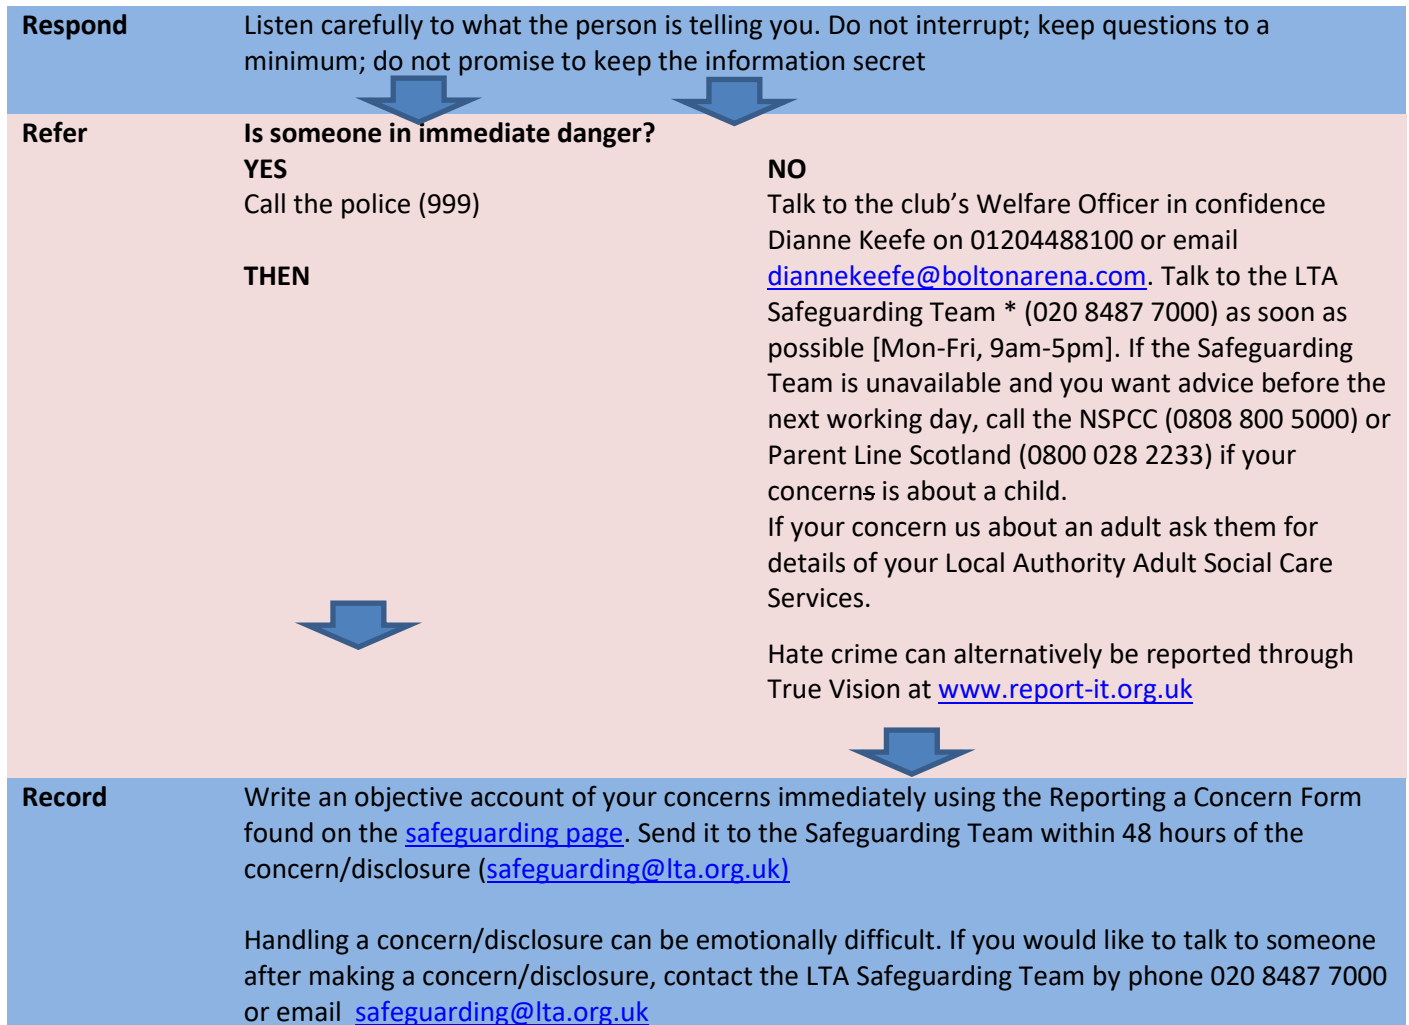 Respond
Listen carefully to what the person is telling you. Do not interrupt; keep questions to a
minimum; do not promise to keep the information secret
Refer
Is someone in immediate danger?
YES
Call the police (999)
THEN
NO
Talk to the club’s Welfare Officer in confidence
Dianne Keefe on 01204488100 or email
diannekeefe@boltonarena.com. Talk to the LTA
Safeguarding Team * (020 8487 7000) as soon as
possible [Mon-Fri, 9am-5pm]. If the Safeguarding
Team is unavailable and you want advice before the
next working day, call the NSPCC (0808 800 5000) or
Parent Line Scotland (0800 028 2233) if your
concerns is about a child.
If your concern us about an adult ask them for
details of your Local Authority Adult Social Care
Services.
Hate crime can alternatively be reported through
True Vision at www.report-it.org.uk
Record
Write an objective account of your concerns immediately using the Reporting a Concern Form
found on the safeguarding page. Send it to the Safeguarding Team within 48 hours of the
concern/disclosure (safeguarding@lta.org.uk)
Handling a concern/disclosure can be emotionally difficult. If you would like to talk to someone
after making a concern/disclosure, contact the LTA Safeguarding Team by phone 020 8487 7000
or email safeguarding@lta.org.uk